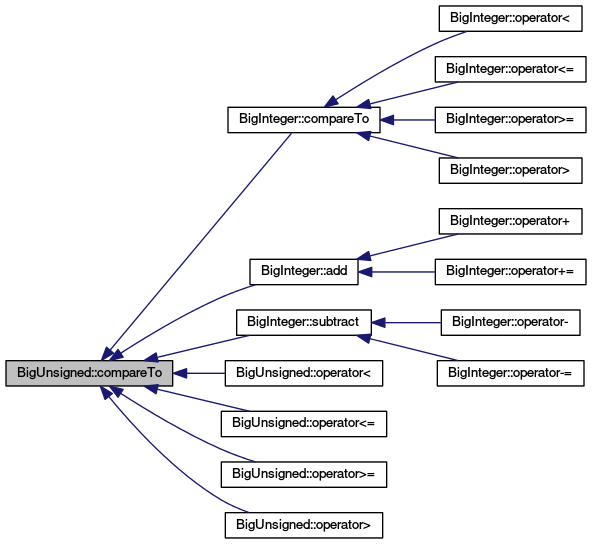 BigInteger::operator<
BigInteger::operator<=
BigInteger::compareTo
BigInteger::operator>=
BigInteger::operator>
BigInteger::operator+
BigInteger::add
BigInteger::operator+=
BigInteger::subtract
BigInteger::operator-
BigUnsigned::compareTo
BigUnsigned::operator<
BigInteger::operator-=
BigUnsigned::operator<=
BigUnsigned::operator>=
BigUnsigned::operator>